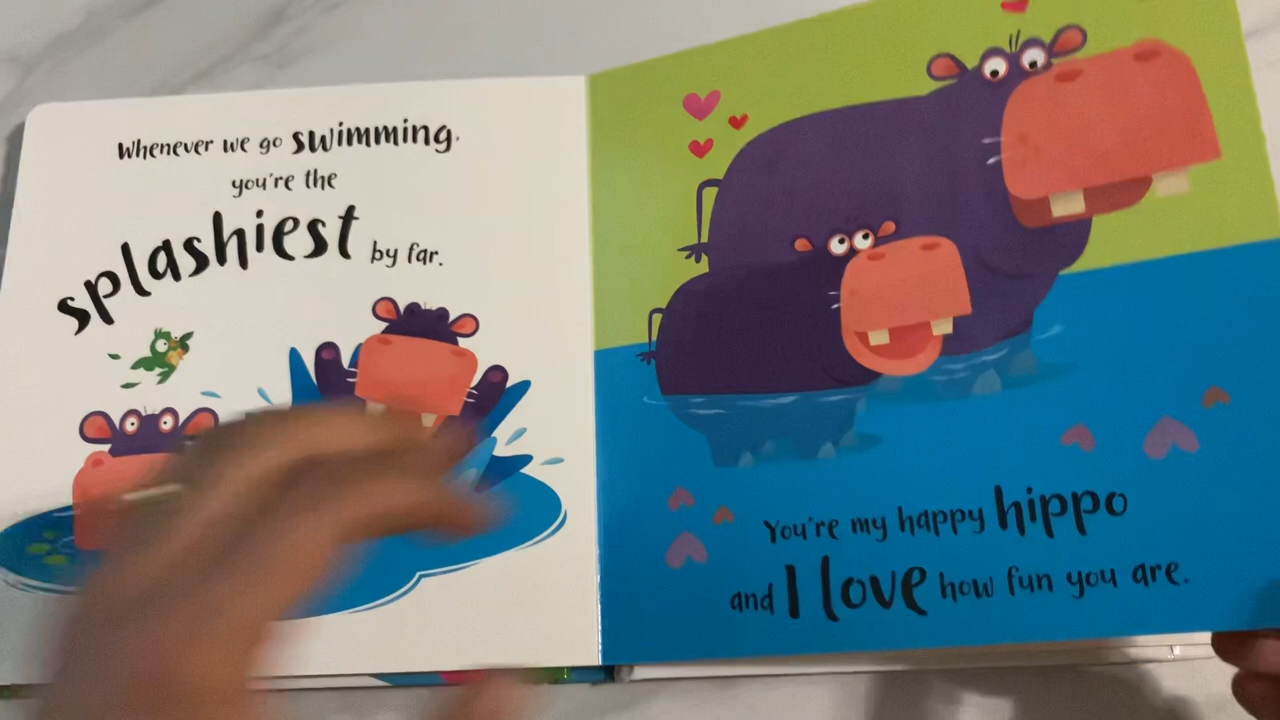 Whenever we go swimming,
you're the
splashiest by far.
You're my happy hippo
and I love how fun you are.